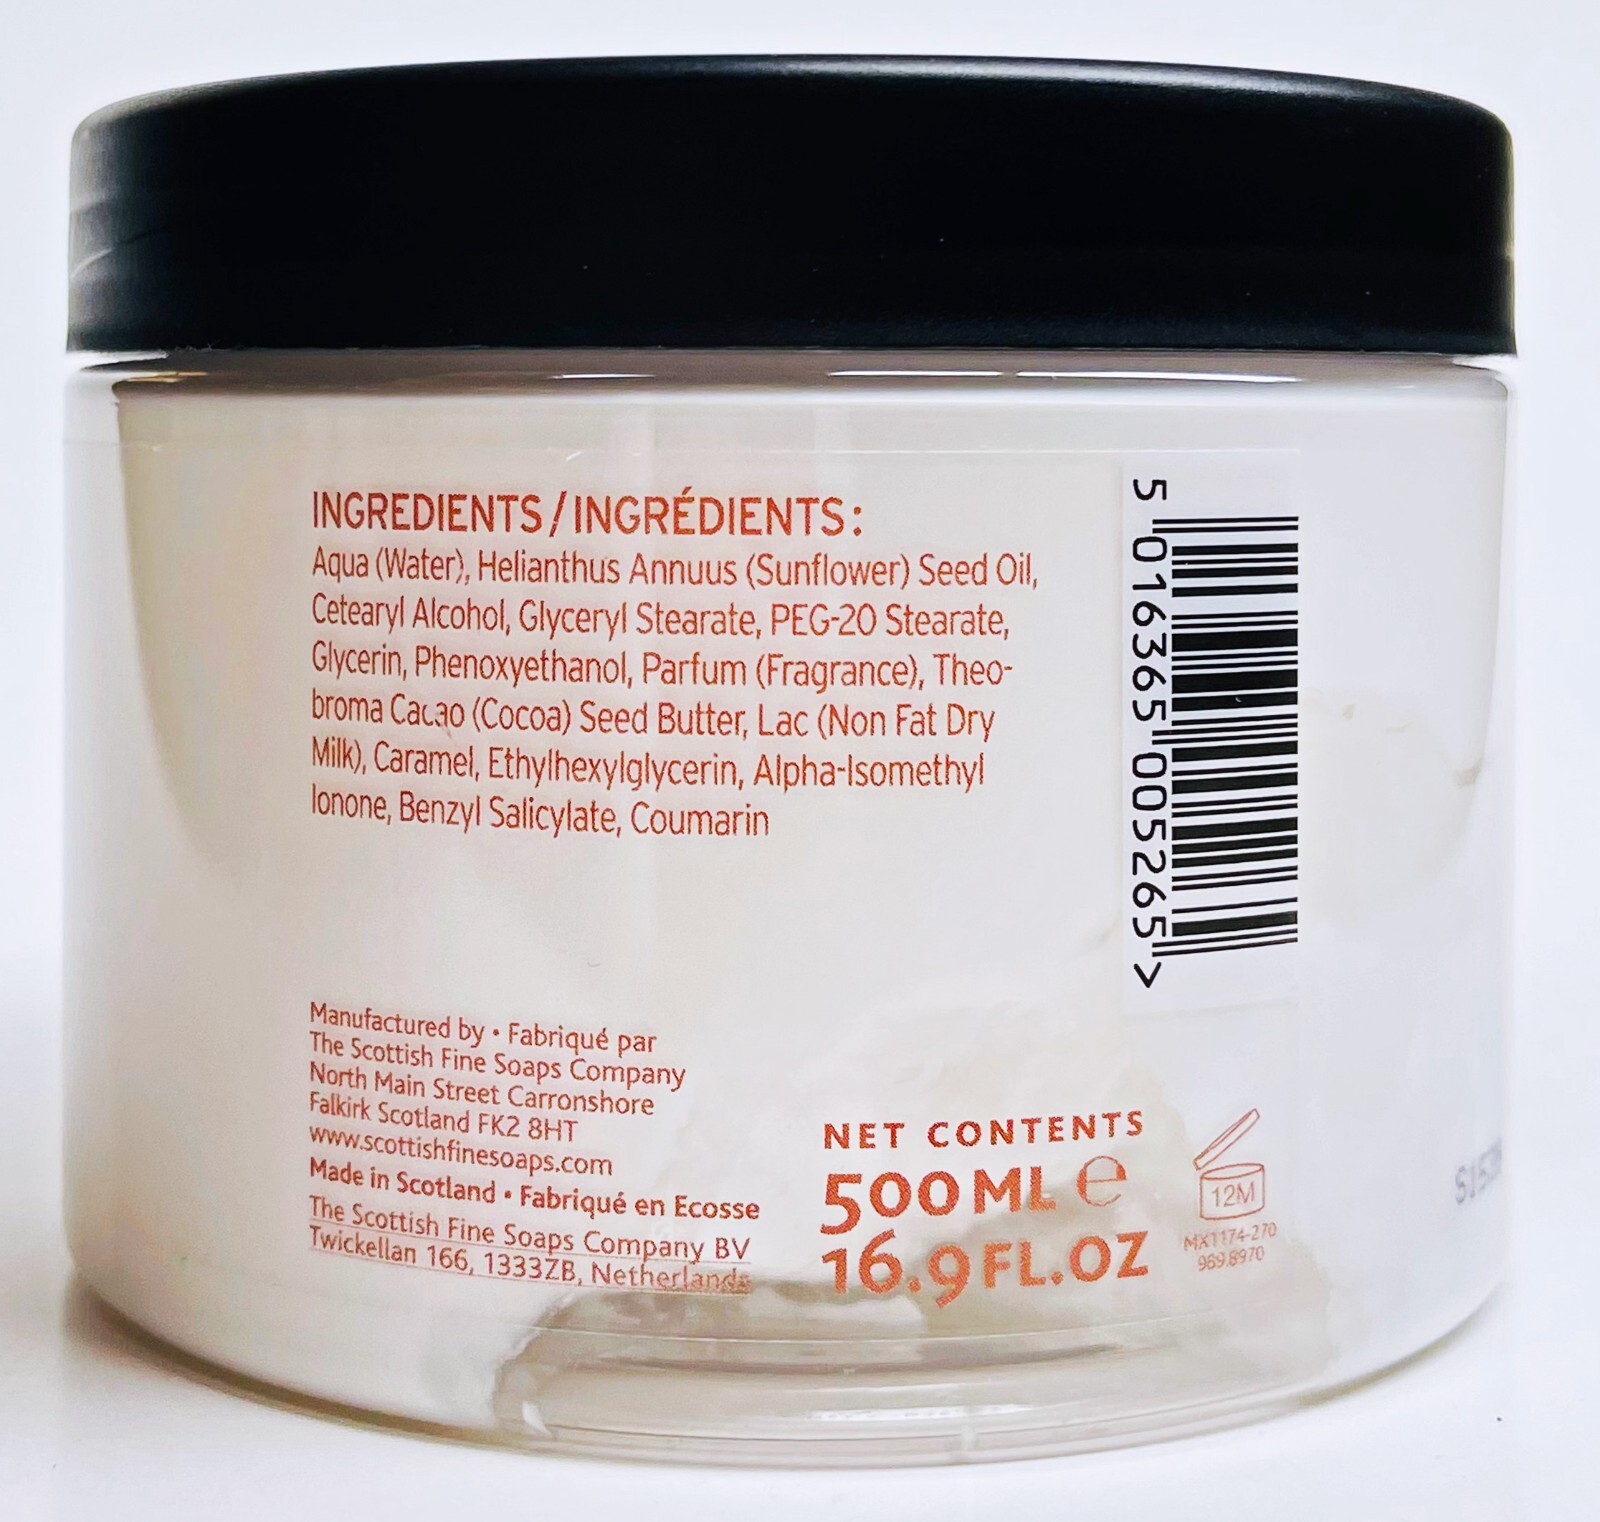 INGREDIENTS / INGRÉDIENTS:
Aqua (Water), Helianthus Annuus (Sunflower) Seed Oil,
Cetearyl Alcohol, Glyceryl Stearate, PEG-20 Stearate,
Glycerin, Phenoxyethanol, Parfum (Fragrance), Theo-
broma Cacao (Cocoa) Seed Butter, Lac (Non Fat Dry
Milk), Caramel, Ethylhexylglycerin, Alpha-Isomethyl
Ionone, Benzyl Salicylate, Coumarin
5 016365 005265 >
Manufactured by • Fabriqué par
The Scottish Fine Soaps Company
North Main Street Carronshore
Falkirk Scotland FK2 8HT
www.scottishfinesoaps.com
Made in Scotland • Fabriqué en Ecosse
The Scottish Fine Soaps Company BV
Twickellan 166, 1333ZB, Netherlands
NET CONTENTS
500ML e
16.9FL.OZ
12M
MX1174-270
989.8970